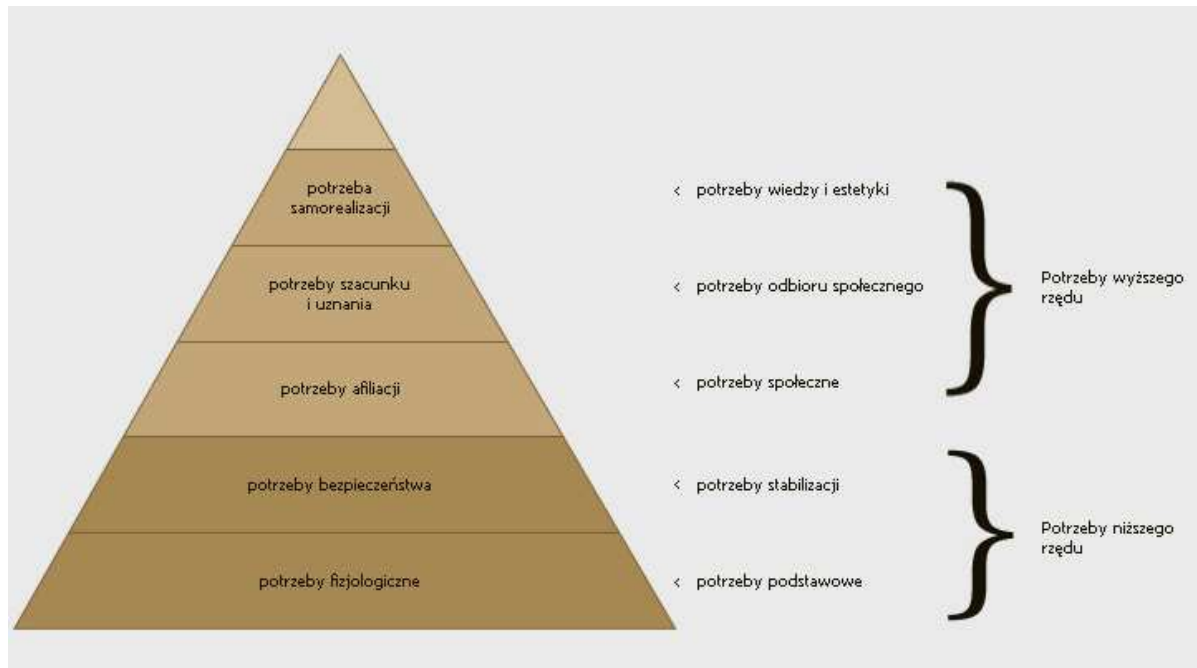 potrzeba
samorealizacji
< potrzeby wiedzy i estetyki
potrzeby szacunku
i uznania
< potrzeby odbioru społecznego
Potrzeby wyższego
rzędu
potrzeby afiliacji
< potrzeby społeczne
potrzeby bezpieczeństwa
< potrzeby stabilizacji
Potrzeby niższego
rzędu
potrzeby fizjologiczne
< potrzeby podstawowe